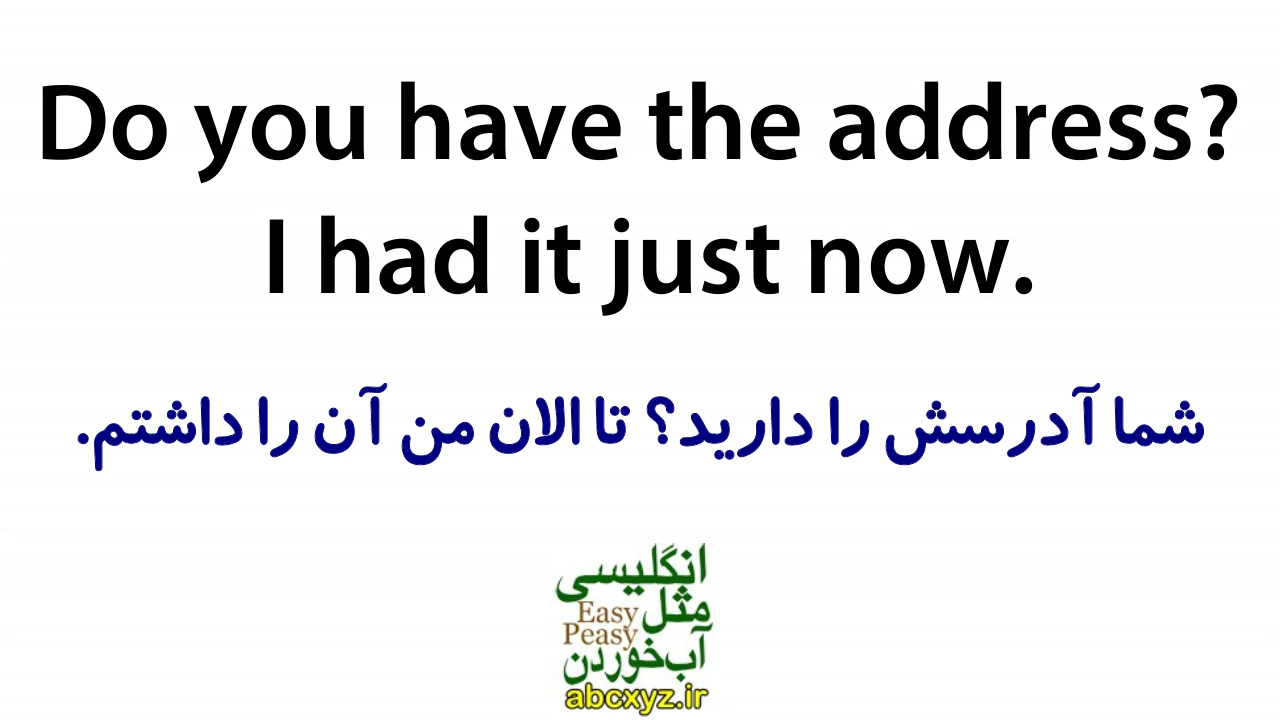 Do you have the address?
I had it just now.
شما آدرسش را دارید؟ تا الان من آن را داشتم.
انگلیسی
مثل
Easy
Peasy
آب‌خوردن
abcxyz.ir